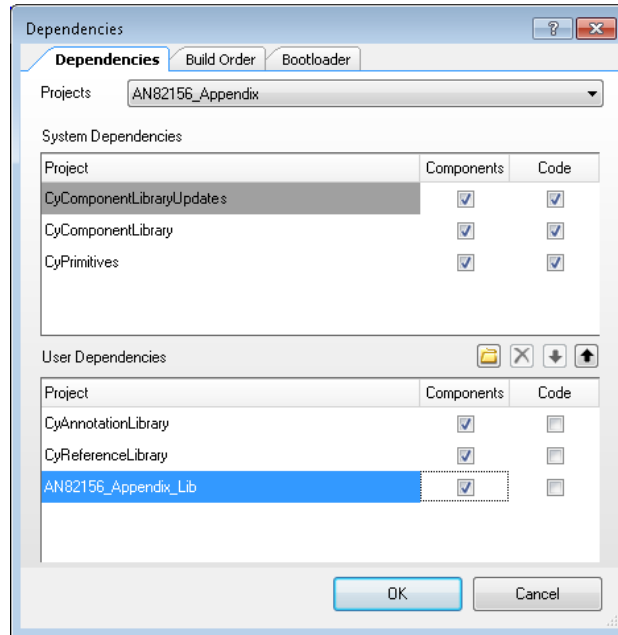 Dependencies
Dependencies Build Order Bootloader
Projects AN82156_Appendix
System Dependencies
Project Components Code
CyComponentLibraryUpdates
CyComponentLibrary
CyPrimitives
User Dependencies
Project Components Code
CyAnnotationLibrary
CyReferenceLibrary
AN82156_Appendix_Lib
OK Cancel